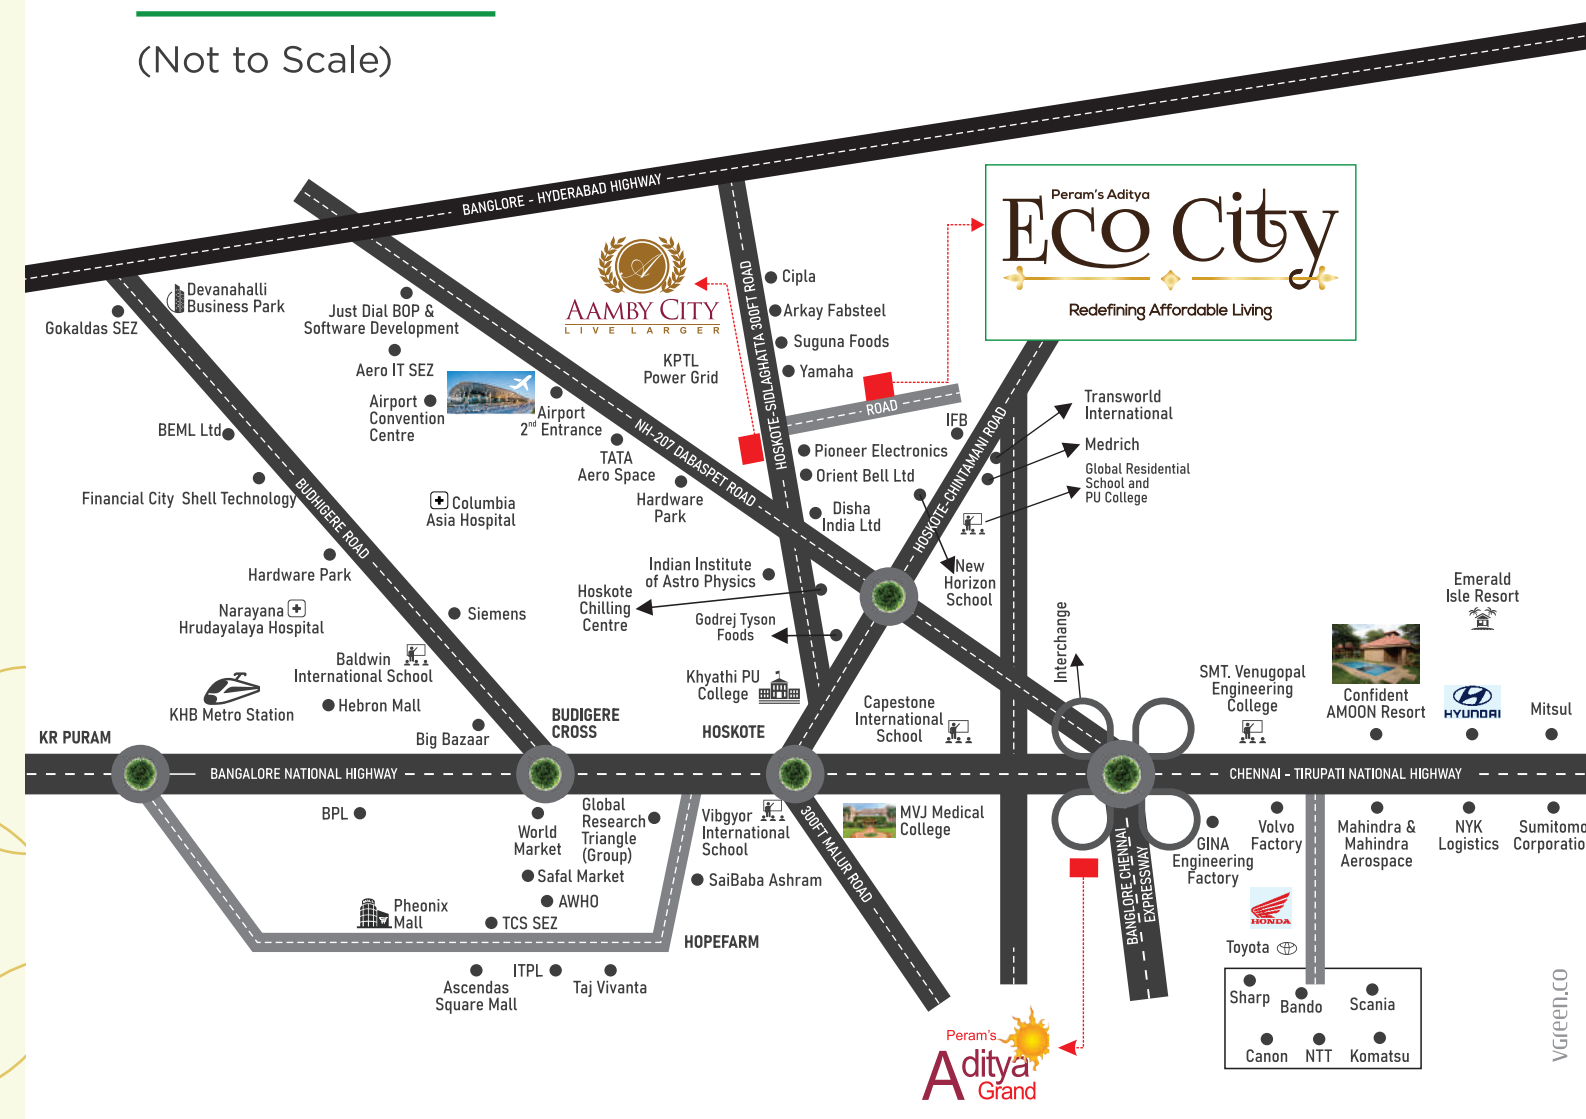 (Not to Scale)
BANGLORE - HYDERABAD HIGHWAY
Peram's Aditya
Eco City
Redefining Affordable Living
AAMBY CITY
LIVE LARGER
Devanahalli
Business Park
Gokaldas SEZ
Just Dial BOP &
Software Development
Aero IT SEZ
Airport
Convention
Centre
Airport
2nd Entrance
KPTL
Power Grid
HOSKOTE-SIDLAGHATTA 300FT ROAD
Cipla
Arkay Fabsteel
Suguna Foods
Yamaha
ROAD
IFB
Transworld
International
Medrich
Global Residential
School and
PU College
BEML Ltd
Financial City Shell Technology
BUDHIGERE ROAD
Columbia
Asia Hospital
TATA
Aero Space
Hardware
Park
NH-207 DABASPET ROAD
Pioneer Electronics
Orient Bell Ltd
Disha
India Ltd
HOSKOTE-CHINTAMANI ROAD
New
Horizon
School
Hardware Park
Narayana
Hrudayalaya Hospital
Siemens
Baldwin
International School
Hebron Mall
KHB Metro Station
Big Bazaar
Indian Institute
of Astro Physics
Hoskote
Chilling
Centre
Godrej Tyson
Foods
Khyathi PU
College
Capestone
International
School
Interchange
SMT. Venugopal
Engineering
College
Confident
AMOON Resort
Emerald
Isle Resort
HYUNDAI
Mitsul
KR PURAM
BUDIGERE
CROSS
HOSKOTE
BANGALORE NATIONAL HIGHWAY
CHENNAI - TIRUPATI NATIONAL HIGHWAY
BPL
World
Market
Global
Research
Triangle
(Group)
Safal Market
AWHO
TCS SEZ
Pheonix
Mall
HOPEFARM
Ascendas
Square Mall
ITPL
Taj Vivanta
Vibgyor
International
School
SaiBaba Ashram
300FT MALUR ROAD
MVJ Medical
College
BANGLORE CHENNAI
EXPRESSWAY
GINA
Engineering
Factory
Volvo
Factory
Mahindra &
Mahindra
Aerospace
NYK
Logistics
Sumitomo
Corporatio
HONDA
Toyota
Sharp
Bando
Scania
Canon
NTT
Komatsu
Peram's
Aditya
Grand
VGreen.co